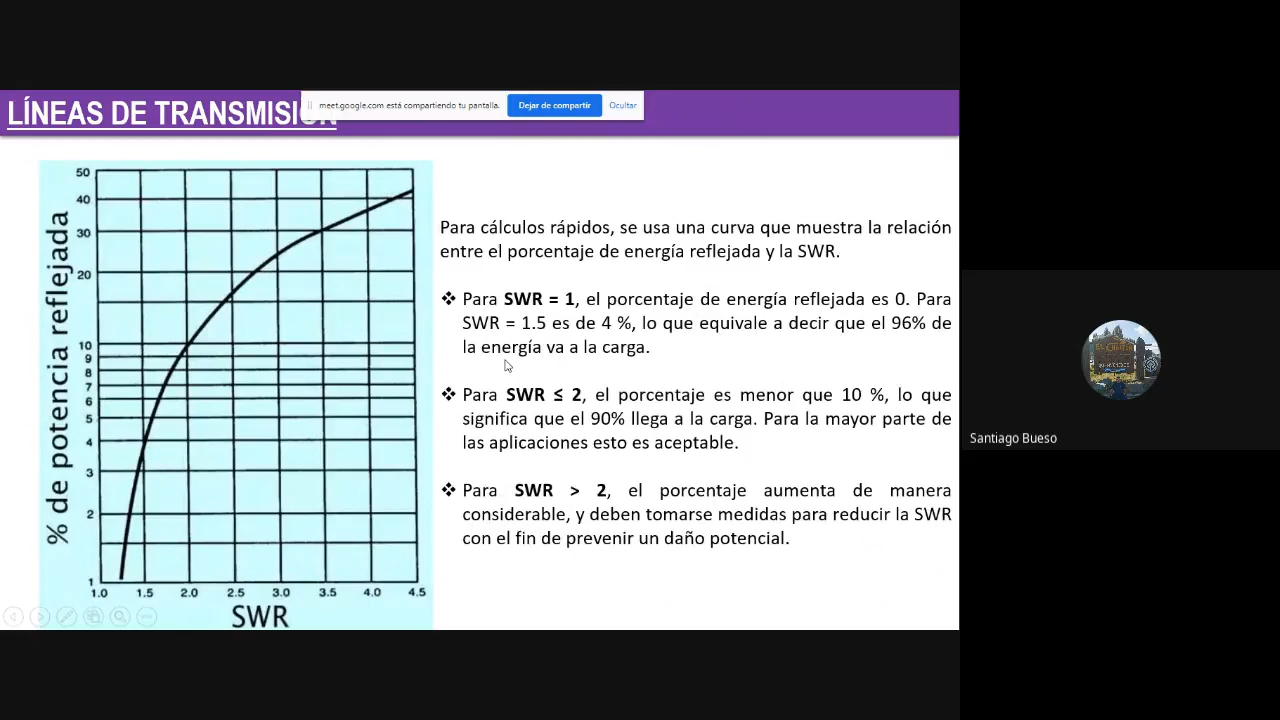 LÍNEAS DE TRANSMISIÓN
meet.google.com está compartiendo tu pantalla.
Dejar de compartir
Ocultar
% de potencia reflejada
50
40
30
20
10
9
8
7
6
5
4
3
2
1
1.0 1.5 2.0 2.5 3.0 3.5 4.0 4.5
SWR
Para cálculos rápidos, se usa una curva que muestra la relación
entre el porcentaje de energía reflejada y la SWR.
❖ Para SWR = 1, el porcentaje de energía reflejada es 0. Para
SWR = 1.5 es de 4 %, lo que equivale a decir que el 96% de
la energía va a la carga.
❖ Para SWR ≤ 2, el porcentaje es menor que 10 %, lo que
significa que el 90% llega a la carga. Para la mayor parte de
las aplicaciones esto es aceptable.
❖ Para SWR > 2, el porcentaje aumenta de manera
considerable, y deben tomarse medidas para reducir la SWR
con el fin de prevenir un daño potencial.
Santiago Bueso